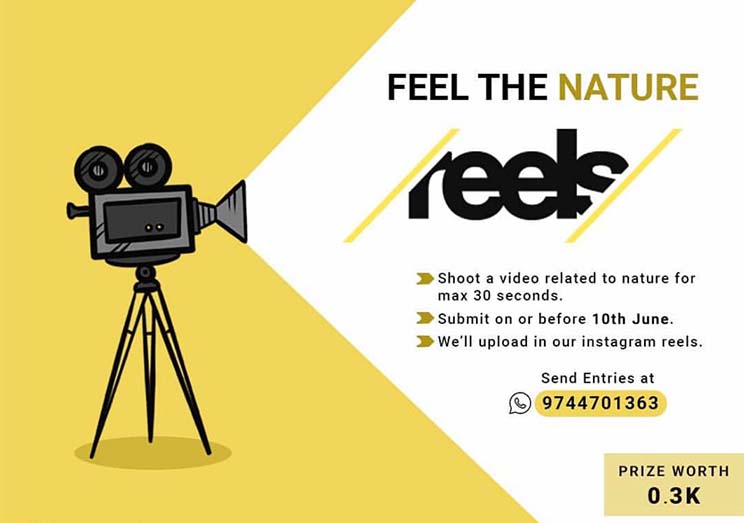 FEEL THE NATURE
reels
Shoot a video related to nature for
max 30 seconds.
Submit on or before 10th June.
We'll upload in our instagram reels.
Send Entries at
9744701363
PRIZE WORTH
0.3K